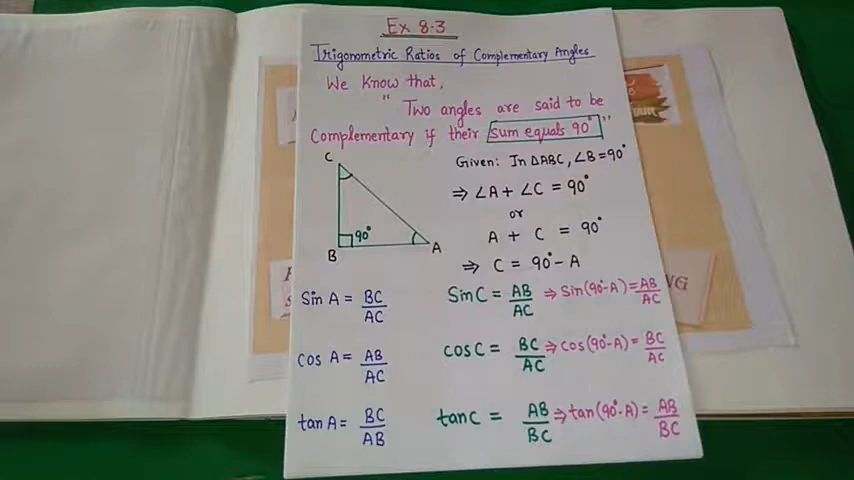 Ex 8.3
Trigonometric Ratios of Complementary Angles
We Know that,
" Two angles are said to be
Complementary if their sum equals 90° "
C
90°
B
A
Given: In ΔABC, ∠B = 90°
⇒ ∠A + ∠C = 90°
or
A + C = 90°
⇒ C = 90° - A
Sin A = BC/AC
Sin C = AB/AC ⇒ Sin(90°-A) = AB/AC
cos A = AB/AC
cos C = BC/AC ⇒ cos(90°-A) = BC/AC
tan A = BC/AB
tan C = AB/BC ⇒ tan(90°-A) = AB/BC